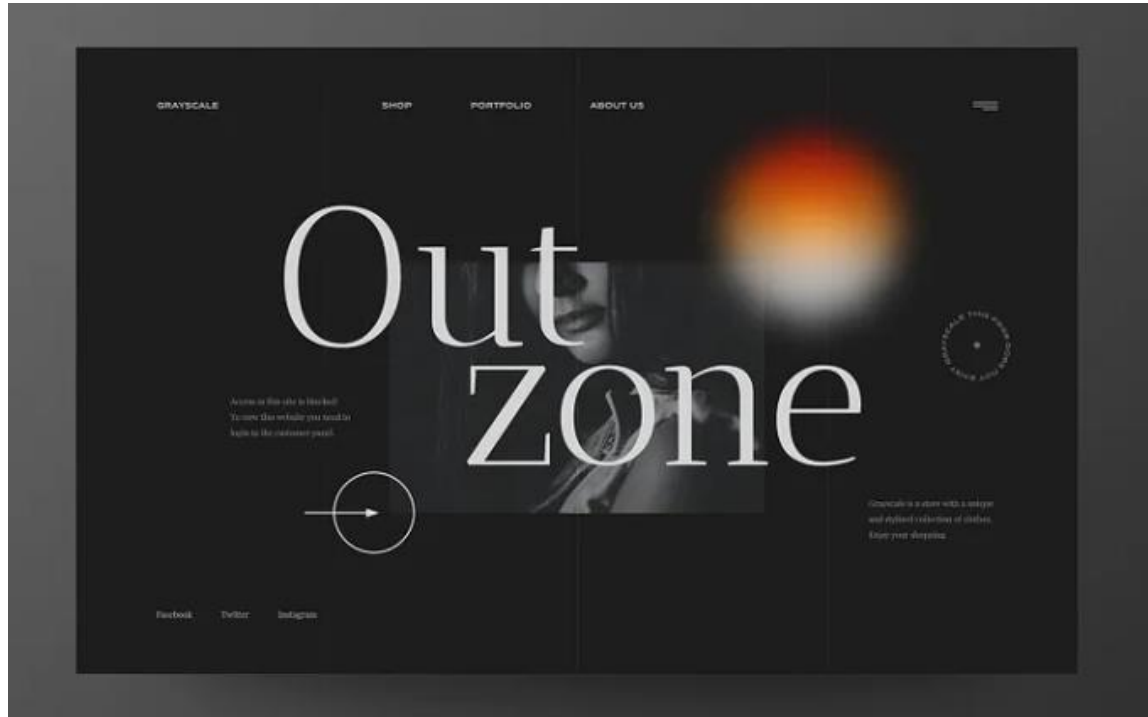 GRAYSCALE
SHOP
PORTFOLIO
ABOUT US
Out
zone
Access in this site is blocked!
To view this website you need to
login to the customer panel.
Grayscale is a store with a unique
and stylized collection of clothes.
Enjoy your shopping.
Facebook
Twitter
Instagram